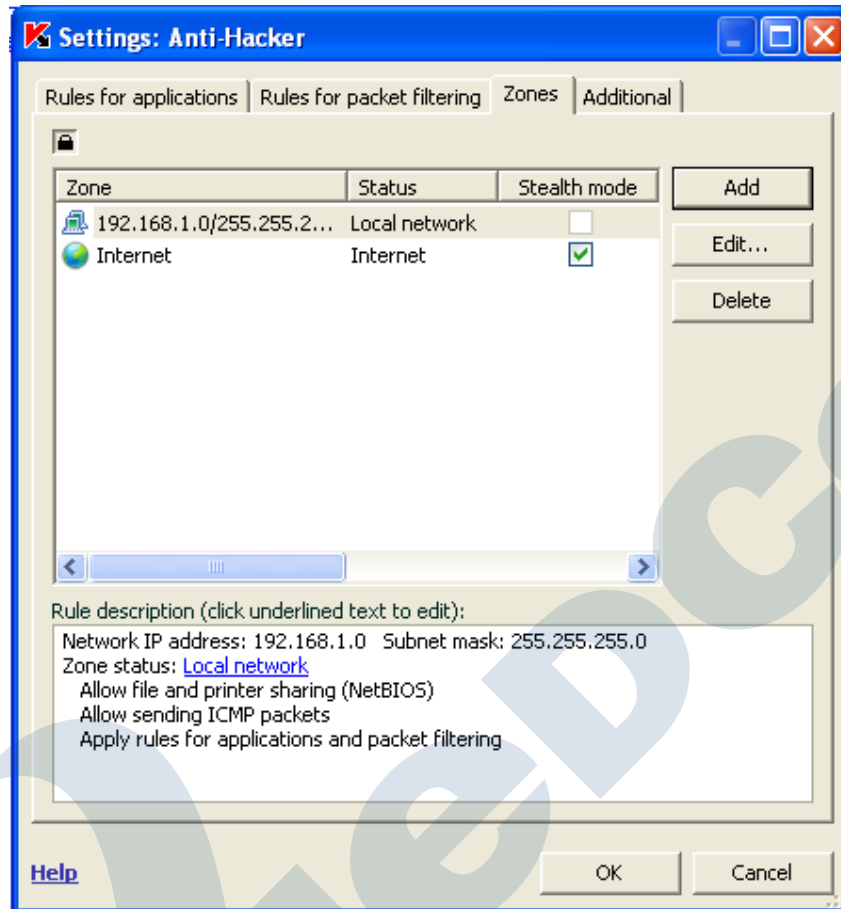 Settings: Anti-Hacker
Rules for applications Rules for packet filtering Zones Additional
Zone Status Stealth mode Add
192.168.1.0/255.255.2... Local network
Internet Internet Edit...
Delete
Rule description (click underlined text to edit):
Network IP address: 192.168.1.0 Subnet mask: 255.255.255.0
Zone status: Local network
Allow file and printer sharing (NetBIOS)
Allow sending ICMP packets
Apply rules for applications and packet filtering
Help OK Cancel